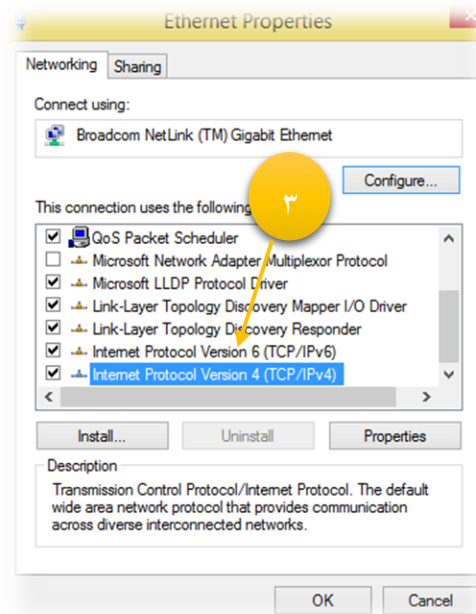 Ethernet Properties
Networking
Sharing
Connect using:
Broadcom NetLink (TM) Gigabit Ethernet
Configure...
٣
This connection uses the following
QoS Packet Scheduler
Microsoft Network Adapter Multiplexor Protocol
Microsoft LLDP Protocol Driver
Link-Layer Topology Discovery Mapper I/O Driver
Link-Layer Topology Discovery Responder
Internet Protocol Version 6 (TCP/IPv6)
Internet Protocol Version 4 (TCP/IPv4)
Install...
Uninstall
Properties
Description
Transmission Control Protocol/Internet Protocol. The default
wide area network protocol that provides communication
across diverse interconnected networks.
OK
Cancel